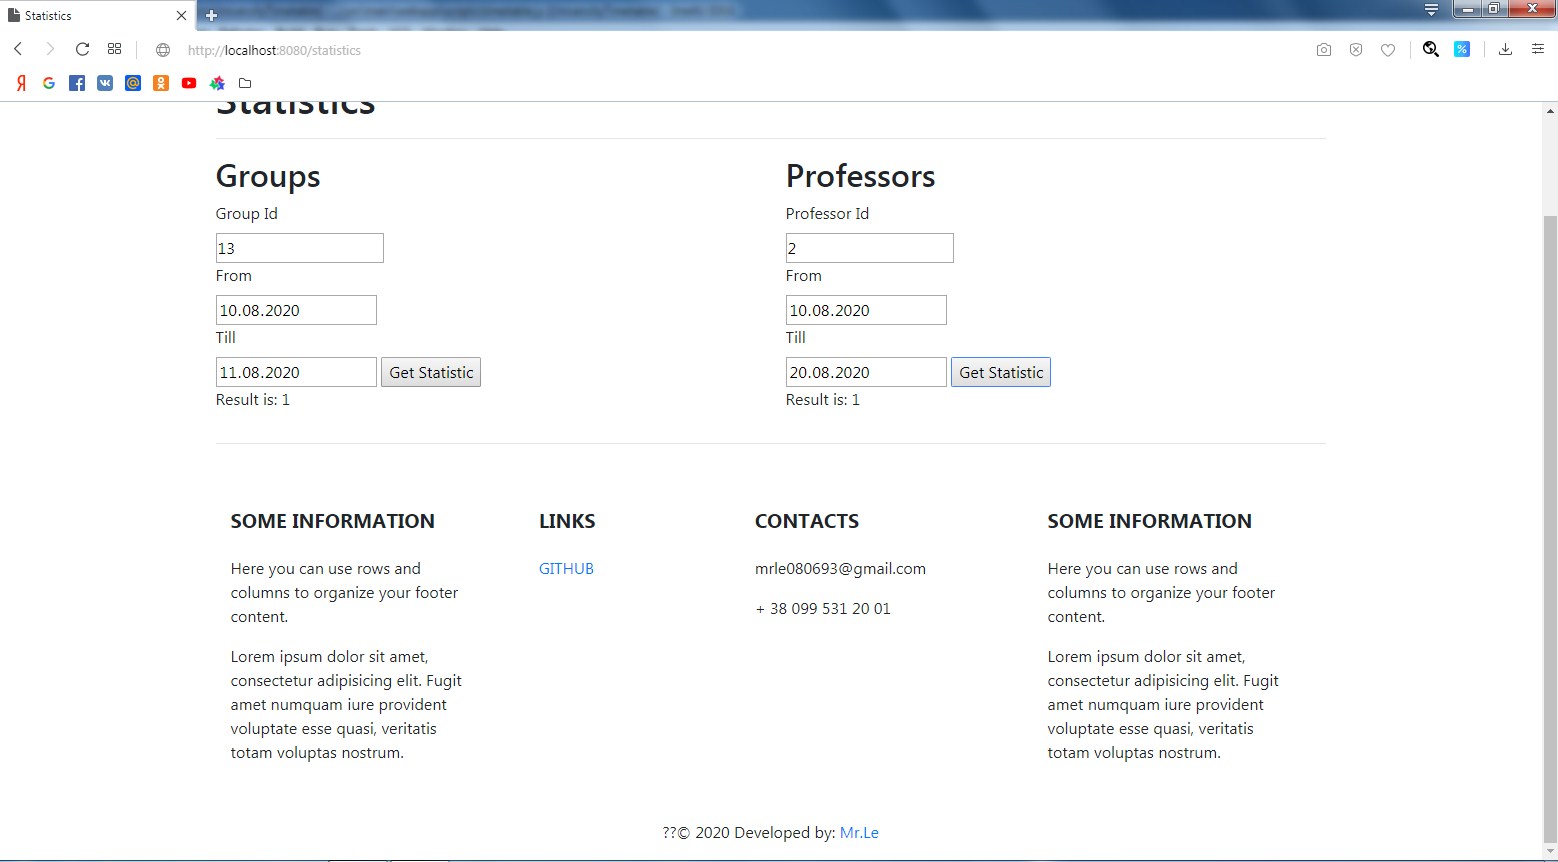 Statistics
http://localhost:8080/statistics
Statistics
Groups
Group Id
13
From
10.08.2020
Till
11.08.2020 Get Statistic
Result is: 1
Professors
Professor Id
2
From
10.08.2020
Till
20.08.2020 Get Statistic
Result is: 1
SOME INFORMATION
Here you can use rows and
columns to organize your footer
content.
Lorem ipsum dolor sit amet,
consectetur adipisicing elit. Fugit
amet numquam iure provident
voluptate esse quasi, veritatis
totam voluptas nostrum.
LINKS
GITHUB
CONTACTS
mrle080693@gmail.com
+ 38 099 531 20 01
SOME INFORMATION
Here you can use rows and
columns to organize your footer
content.
Lorem ipsum dolor sit amet,
consectetur adipisicing elit. Fugit
amet numquam iure provident
voluptate esse quasi, veritatis
totam voluptas nostrum.
??© 2020 Developed by: Mr.Le